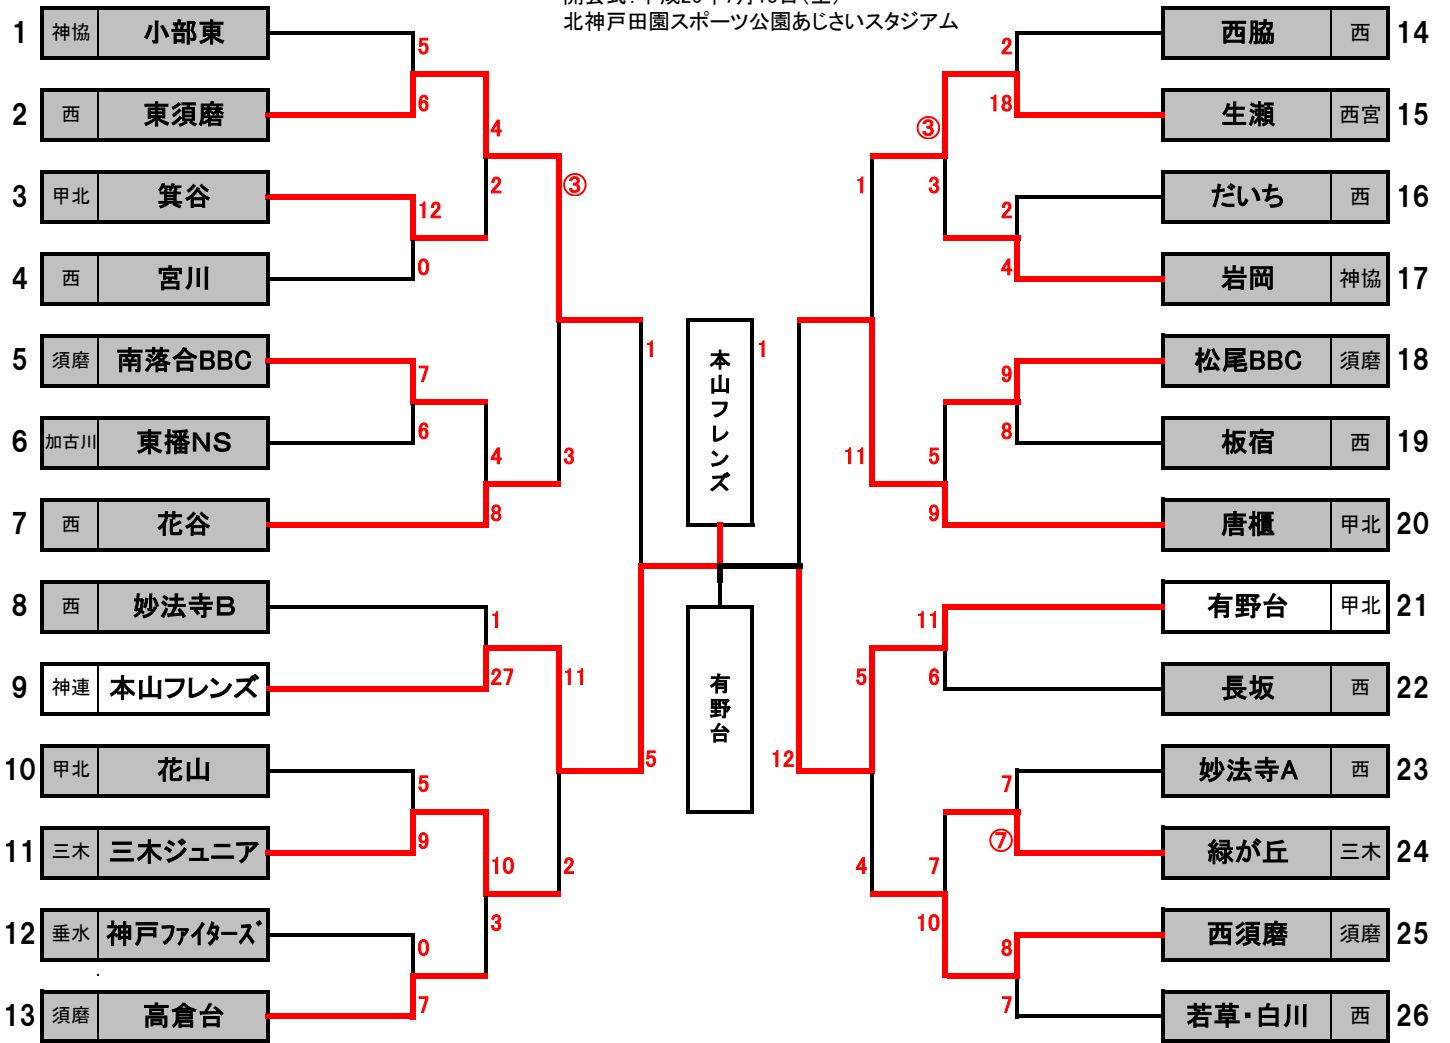 北神戸田園スポーツ公園あじさいスタジアム
1 神協 小部東
2 西 東須磨
3 甲北 箕谷
4 西 宮川
5 須磨 南落合BBC
6 加古川 東播NS
7 西 花谷
8 西 妙法寺B
9 神連 本山フレンズ
10 甲北 花山
11 三木 三木ジュニア
12 垂水 神戸ファイターズ
13 須磨 高倉台
5
6
12
0
7
6
5
9
0
7
4
2
4
8
1
27
10
3
③
3
11
2
1
5
本山フレンズ
1
有野台
12
1
11
5
4
③
3
5
9
11
6
7
10
2
18
2
4
9
8
7
⑦
8
7
西脇 西 14
生瀬 西宮 15
だいち 西 16
岩岡 神協 17
松尾BBC 須磨 18
板宿 西 19
唐櫃 甲北 20
有野台 甲北 21
長坂 西 22
妙法寺A 西 23
緑が丘 三木 24
西須磨 須磨 25
若草・白川 西 26